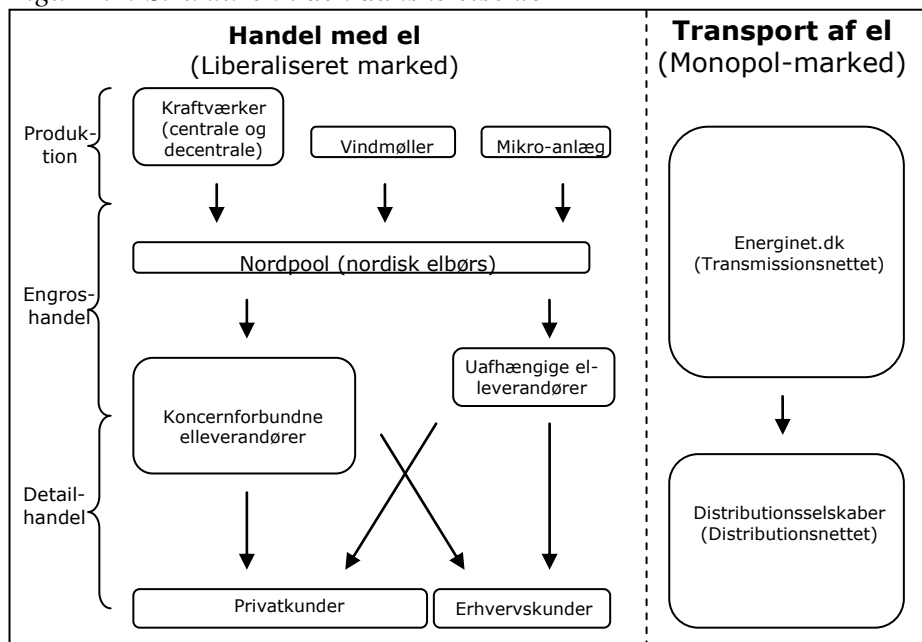 Handel med el
(Liberaliseret marked)
Transport af el
(Monopol-marked)
Produk-
tion
Kraftværker
(centrale og
decentrale)
Vindmøller
Mikro-anlæg
Nordpool (nordisk elbørs)
Engros-
handel
Koncernforbundne
elleverandører
Uafhængige el-
leverandører
Detail-
handel
Privatkunder
Erhvervskunder
Energinet.dk
(Transmissionsnettet)
Distributionsselskaber
(Distributionsnettet)